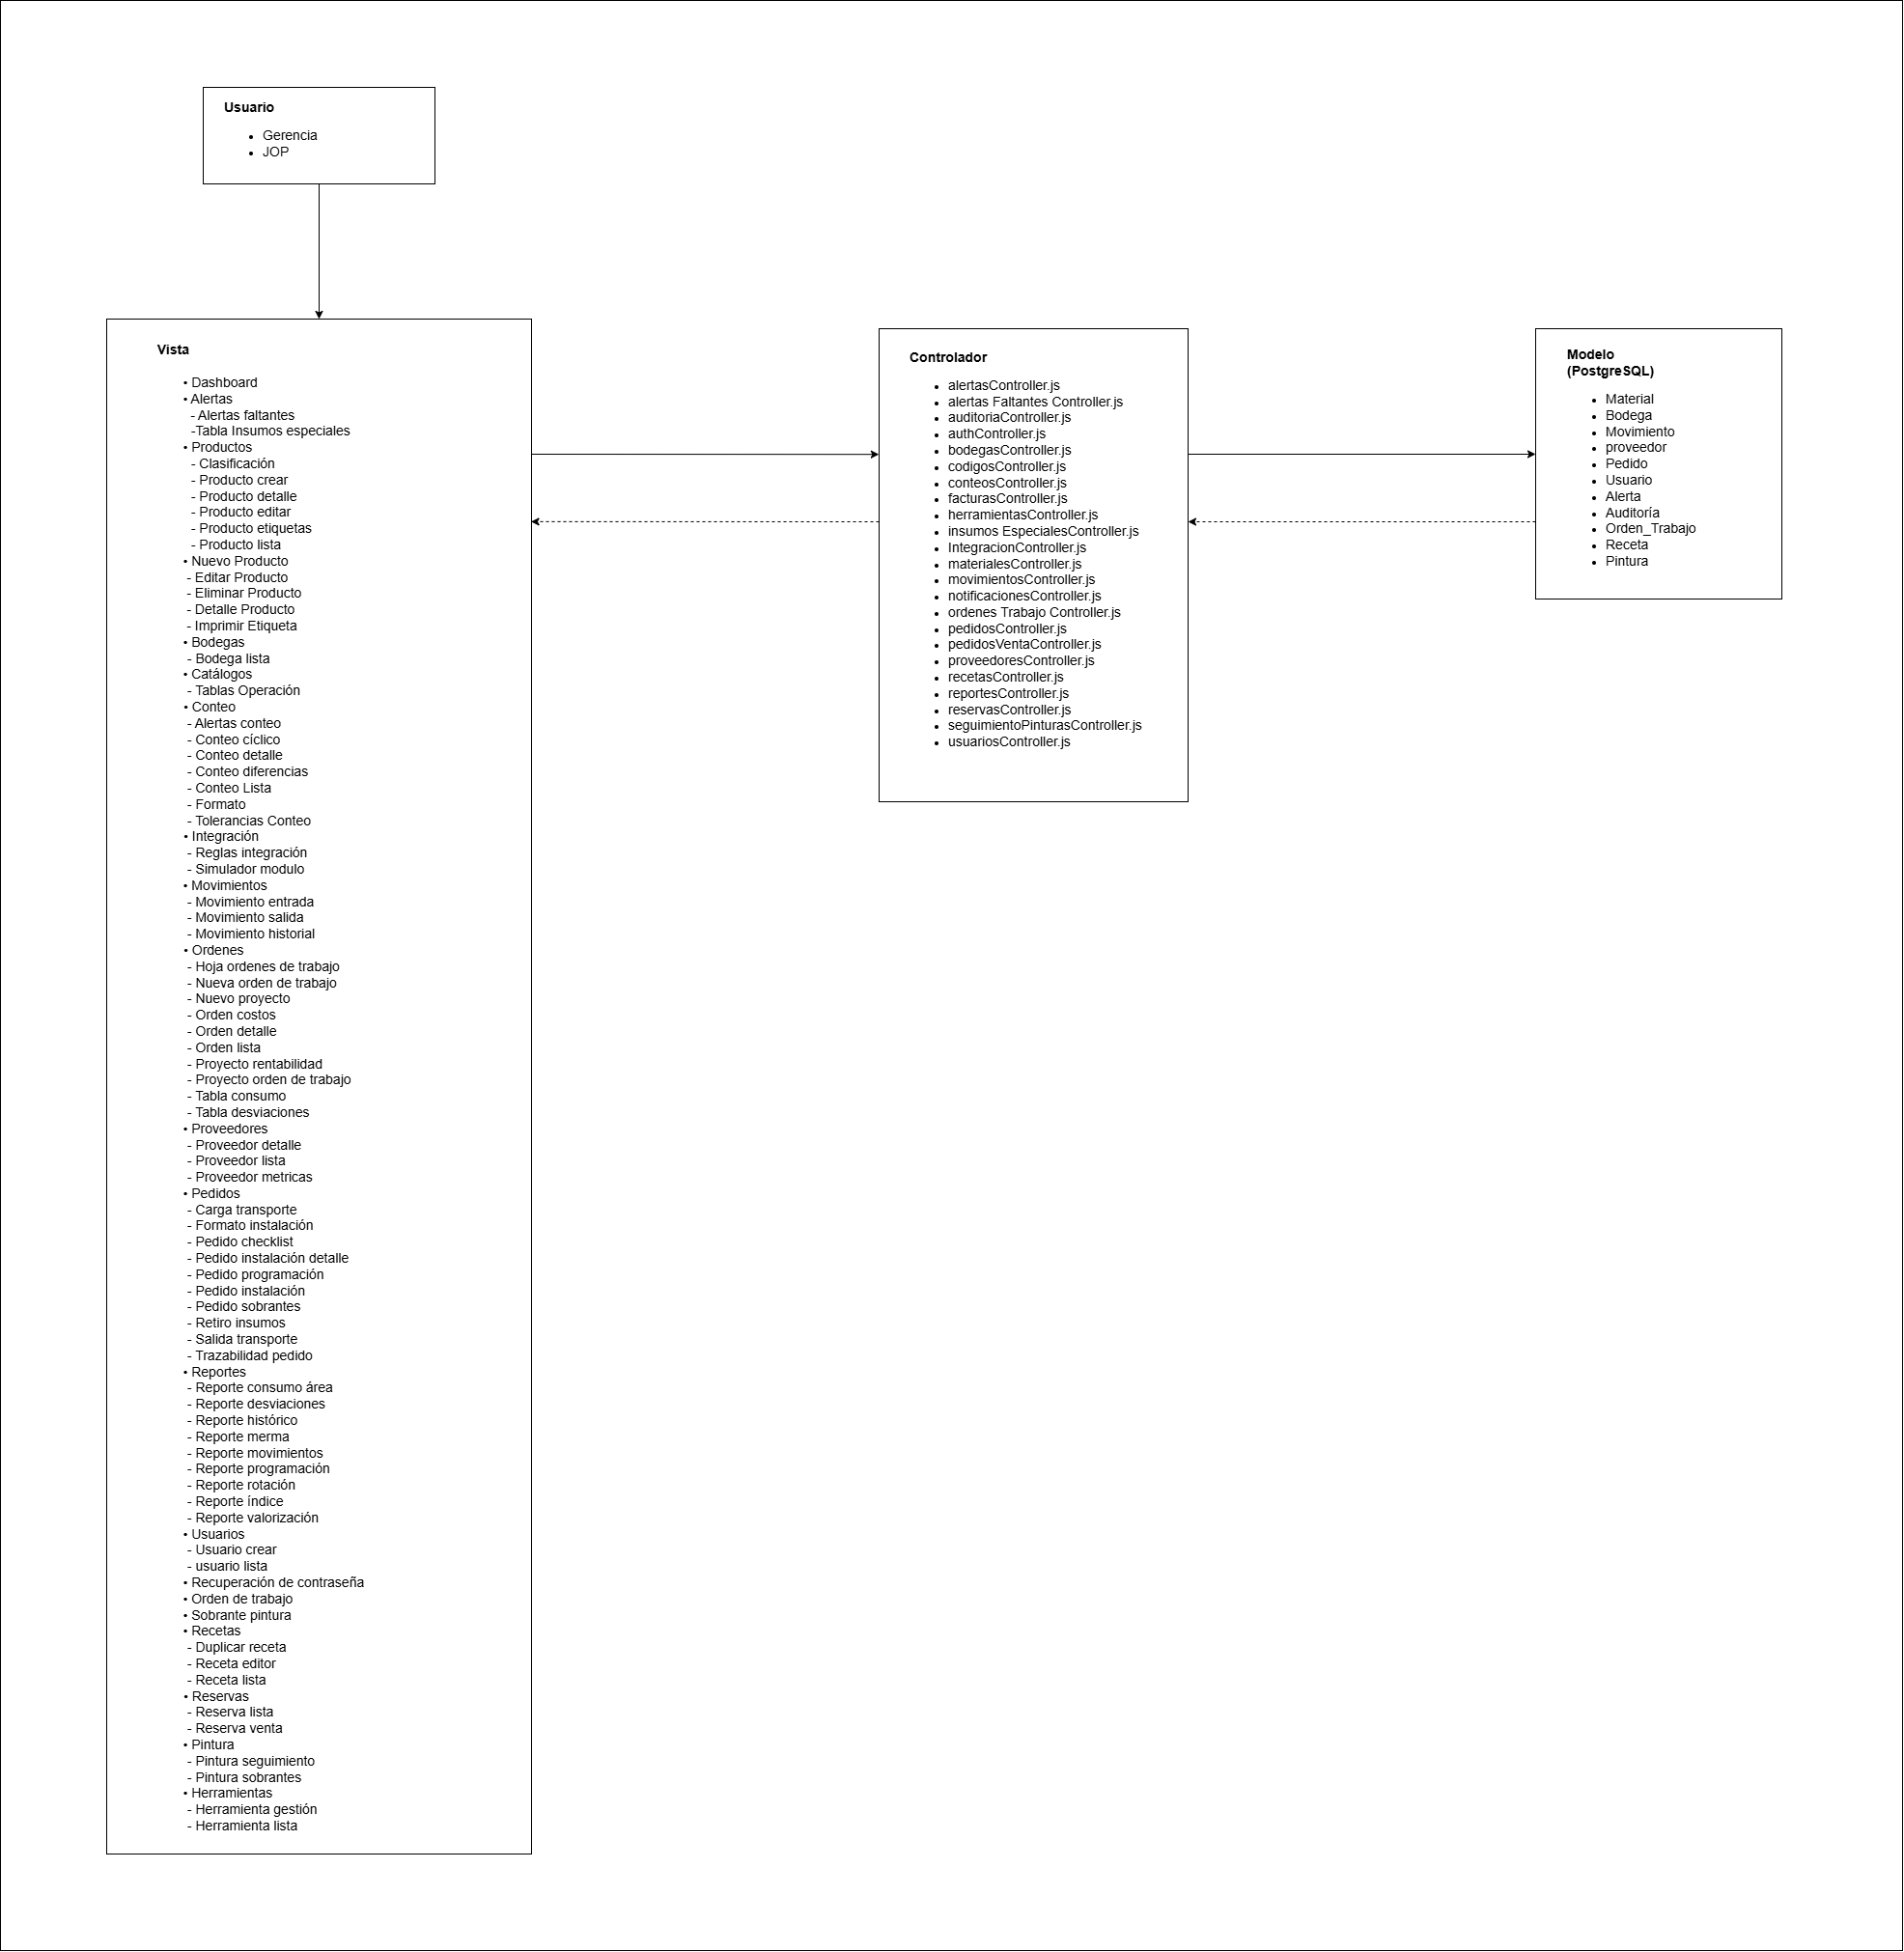 Usuario
• Gerencia
• JOP
Vista
• Dashboard
• Alertas
- Alertas faltantes
-Tabla Insumos especiales
• Productos
- Clasificación
- Producto crear
- Producto detalle
- Producto editar
- Producto etiquetas
- Producto lista
• Nuevo Producto
- Editar Producto
- Eliminar Producto
- Detalle Producto
- Imprimir Etiqueta
• Bodegas
- Bodega lista
• Catálogos
- Tablas Operación
• Conteo
- Alertas conteo
- Conteo cíclico
- Conteo detalle
- Conteo diferencias
- Conteo Lista
- Formato
- Tolerancias Conteo
• Integración
- Reglas integración
- Simulador modulo
• Movimientos
- Movimiento entrada
- Movimiento salida
- Movimiento historial
• Ordenes
- Hoja ordenes de trabajo
- Nueva orden de trabajo
- Nuevo proyecto
- Orden costos
- Orden detalle
- Orden lista
- Proyecto rentabilidad
- Proyecto orden de trabajo
- Tabla consumo
- Tabla desviaciones
• Proveedores
- Proveedor detalle
- Proveedor lista
- Proveedor metricas
• Pedidos
- Carga transporte
- Formato instalación
- Pedido checklist
- Pedido instalación detalle
- Pedido programación
- Pedido instalación
- Pedido sobrantes
- Retiro insumos
- Salida transporte
- Trazabilidad pedido
• Reportes
- Reporte consumo área
- Reporte desviaciones
- Reporte histórico
- Reporte merma
- Reporte movimientos
- Reporte programación
- Reporte rotación
- Reporte índice
- Reporte valorización
• Usuarios
- Usuario crear
- usuario lista
• Recuperación de contraseña
• Orden de trabajo
• Sobrante pintura
• Recetas
- Duplicar receta
- Receta editor
- Receta lista
• Reservas
- Reserva lista
- Reserva venta
• Pintura
- Pintura seguimiento
- Pintura sobrantes
• Herramientas
- Herramienta gestión
- Herramienta lista
Controlador
• alertasController.js
• alertas Faltantes Controller.js
• auditoriaController.js
• authController.js
• bodegasController.js
• codigosController.js
• conteosController.js
• facturasController.js
• herramientasController.js
• insumos EspecialesController.js
• IntegracionController.js
• materialesController.js
• movimientosController.js
• notificacionesController.js
• ordenes Trabajo Controller.js
• pedidosController.js
• pedidosVentaController.js
• proveedoresController.js
• recetasController.js
• reportesController.js
• reservasController.js
• seguimientoPinturasController.js
• usuariosController.js
Modelo
(PostgreSQL)
• Material
• Bodega
• Movimiento
• proveedor
• Pedido
• Usuario
• Alerta
• Auditoría
• Orden_Trabajo
• Receta
• Pintura